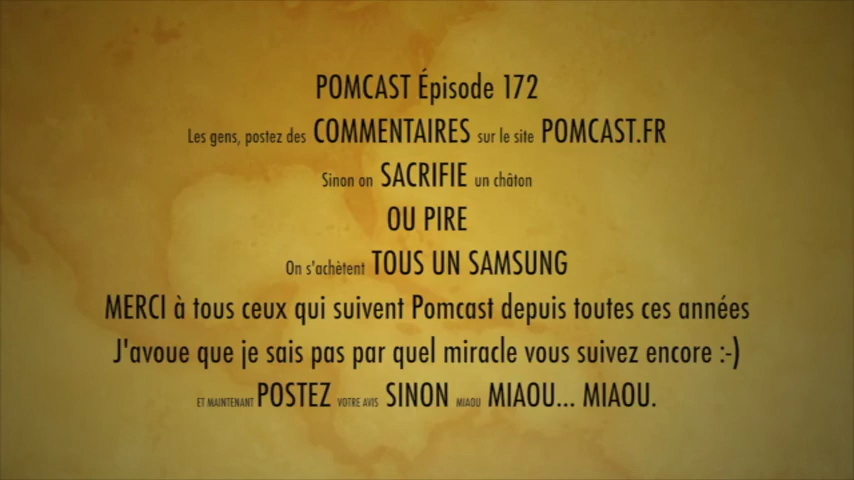 POMCAST Épisode 172
Les gens, postez des COMMENTAIRES sur le site POMCAST.FR
Sinon on SACRIFIE un châton
OU PIRE
On s'achètent TOUS UN SAMSUNG
MERCI à tous ceux qui suivent Pomcast depuis toutes ces années
J'avoue que je sais pas par quel miracle vous suivez encore :-)
ET MAINTENANT POSTEZ VOTRE AVIS SINON MIAOU MIAOU... MIAOU.